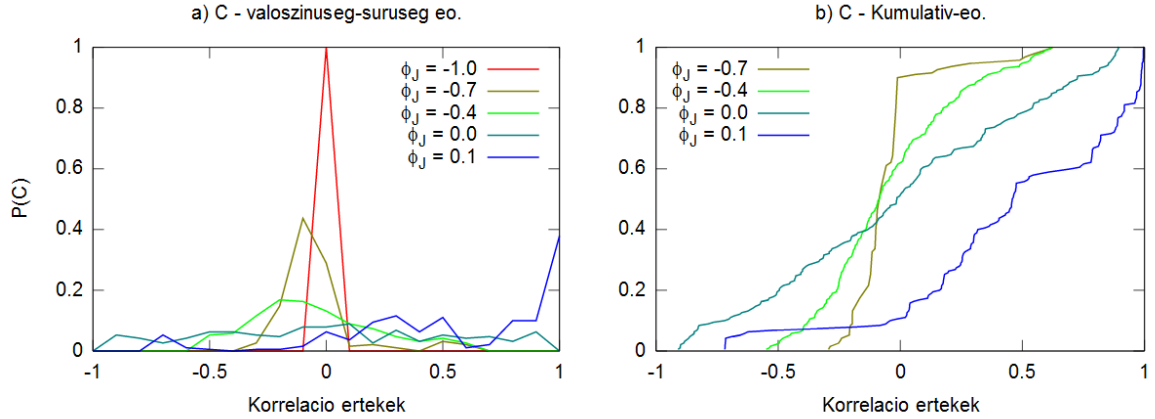 a) C - valoszinuseg-suruseg eo.
P(C)
1
0.8
0.6
0.4
0.2
0
-1
-0.5
0
0.5
1
Korrelacio ertekek
ϕJ = -1.0
ϕJ = -0.7
ϕJ = -0.4
ϕJ = 0.0
ϕJ = 0.1
b) C - Kumulativ-eo.
1
0.8
0.6
0.4
0.2
0
-1
-0.5
0
0.5
1
Korrelacio ertekek
ϕJ = -0.7
ϕJ = -0.4
ϕJ = 0.0
ϕJ = 0.1